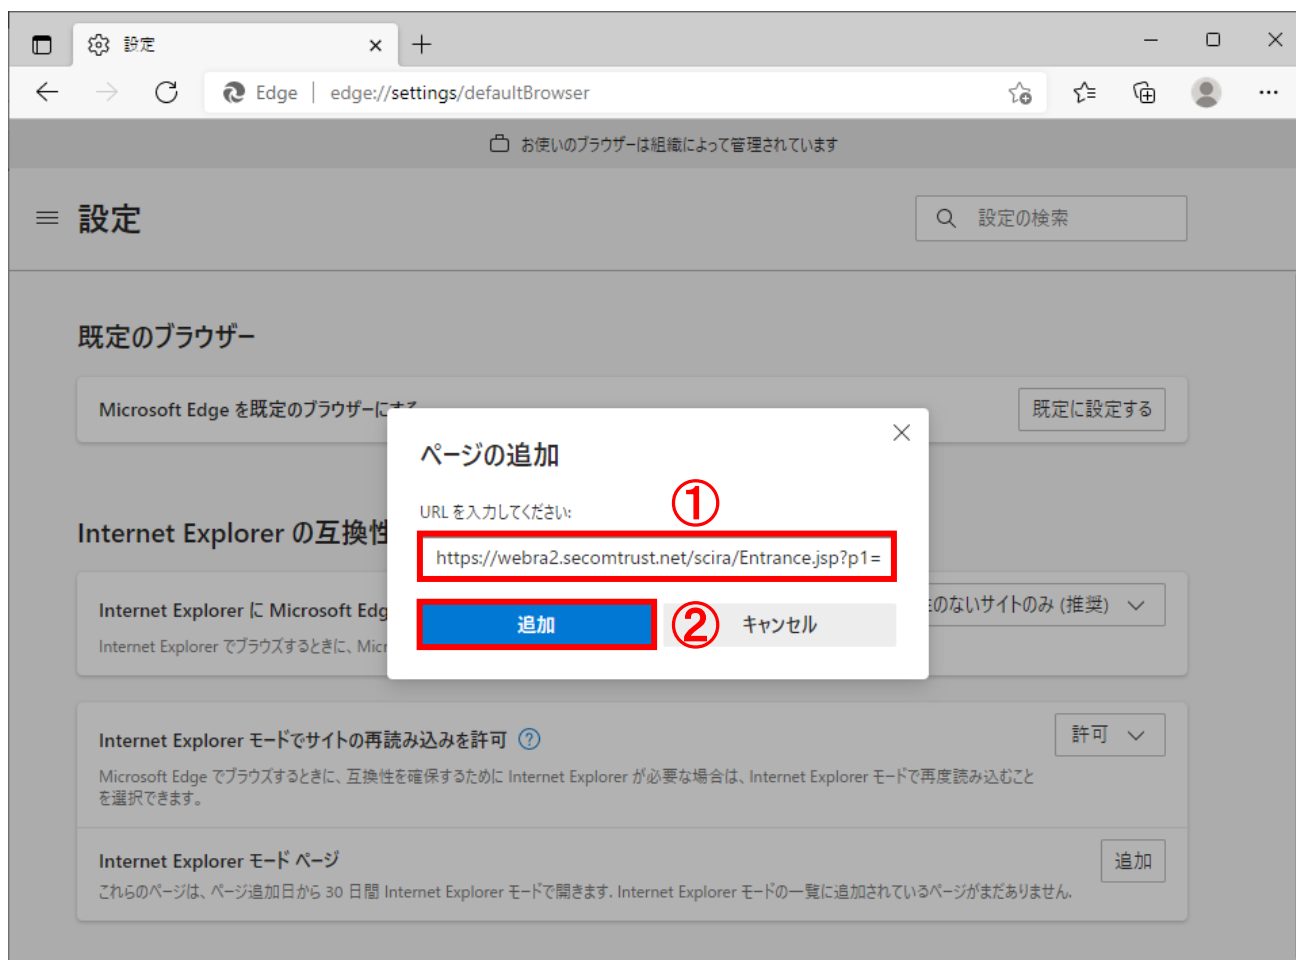 設定
Edge | edge://settings/defaultBrowser
お使いのブラウザーは組織によって管理されています
設定
設定の検索
既定のブラウザー
Microsoft Edge を既定のブラウザーにする
既定に設定する
ページの追加
URL を入力してください:
①
https://webra2.secomtrust.net/scira/Entrance.jsp?p1=
追加
②
キャンセル
Internet Explorer の互換性
Internet Explorer に Microsoft Edg
のないサイトのみ (推奨)
Internet Explorer でブラウズするときに、Micr
Internet Explorer モードでサイトの再読み込みを許可
許可
Microsoft Edge でブラウズするときに、互換性を確保するために Internet Explorer が必要な場合は、Internet Explorer モードで再度読み込むこと
を選択できます。
Internet Explorer モード ページ
追加
これらのページは、ページ追加日から 30 日間 Internet Explorer モードで開きます. Internet Explorer モードの一覧に追加されているページがまだありません.